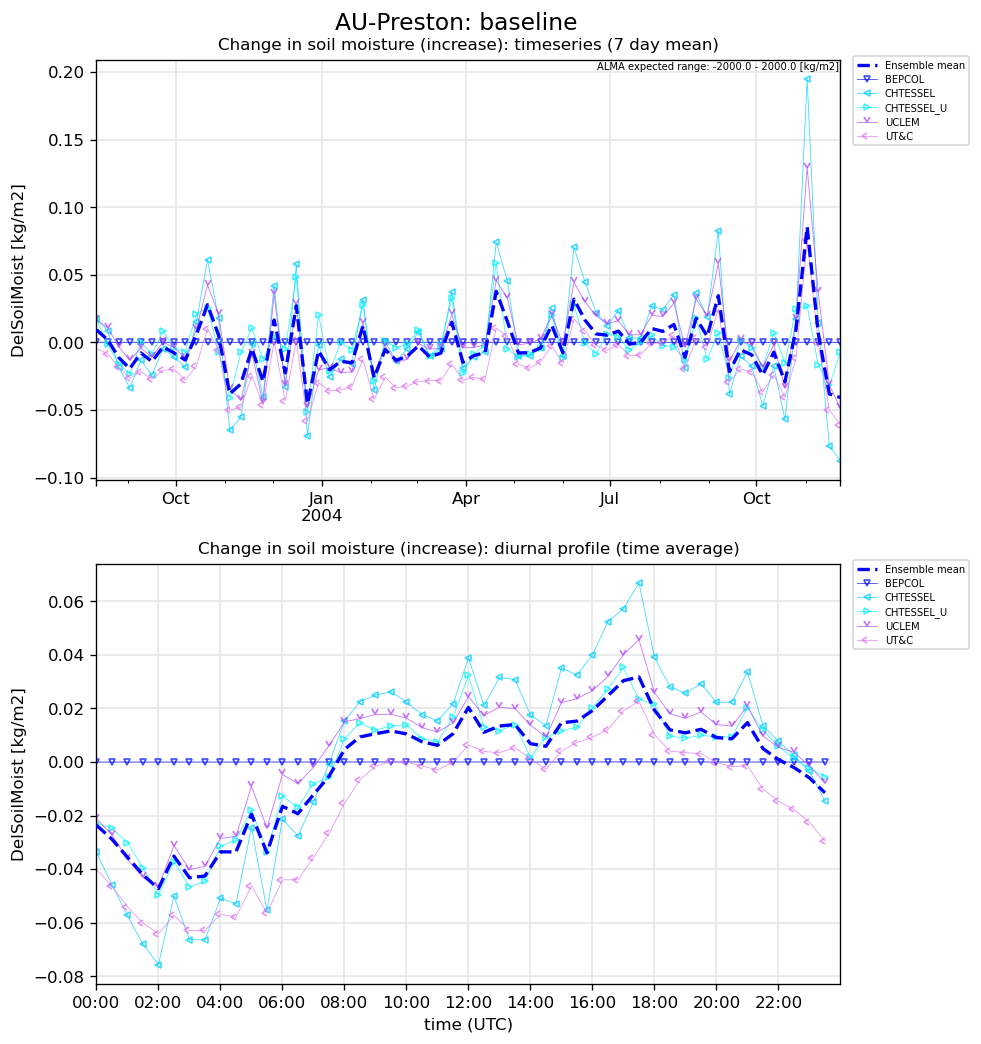 AU-Preston: baseline
Change in soil moisture (increase): timeseries (7 day mean)
ALMA expected range: -2000.0 - 2000.0 [kg/m2]
DelSoilMoist [kg/m2]
0.20
0.15
0.10
0.05
0.00
−0.05
−0.10
Oct
Jan
2004
Apr
Jul
Oct
Ensemble mean
BEPCOL
CHTESSEL
CHTESSEL_U
UCLEM
UT&C
Change in soil moisture (increase): diurnal profile (time average)
DelSoilMoist [kg/m2]
0.06
0.04
0.02
0.00
−0.02
−0.04
−0.06
−0.08
00:00 02:00 04:00 06:00 08:00 10:00 12:00 14:00 16:00 18:00 20:00 22:00
time (UTC)
Ensemble mean
BEPCOL
CHTESSEL
CHTESSEL_U
UCLEM
UT&C